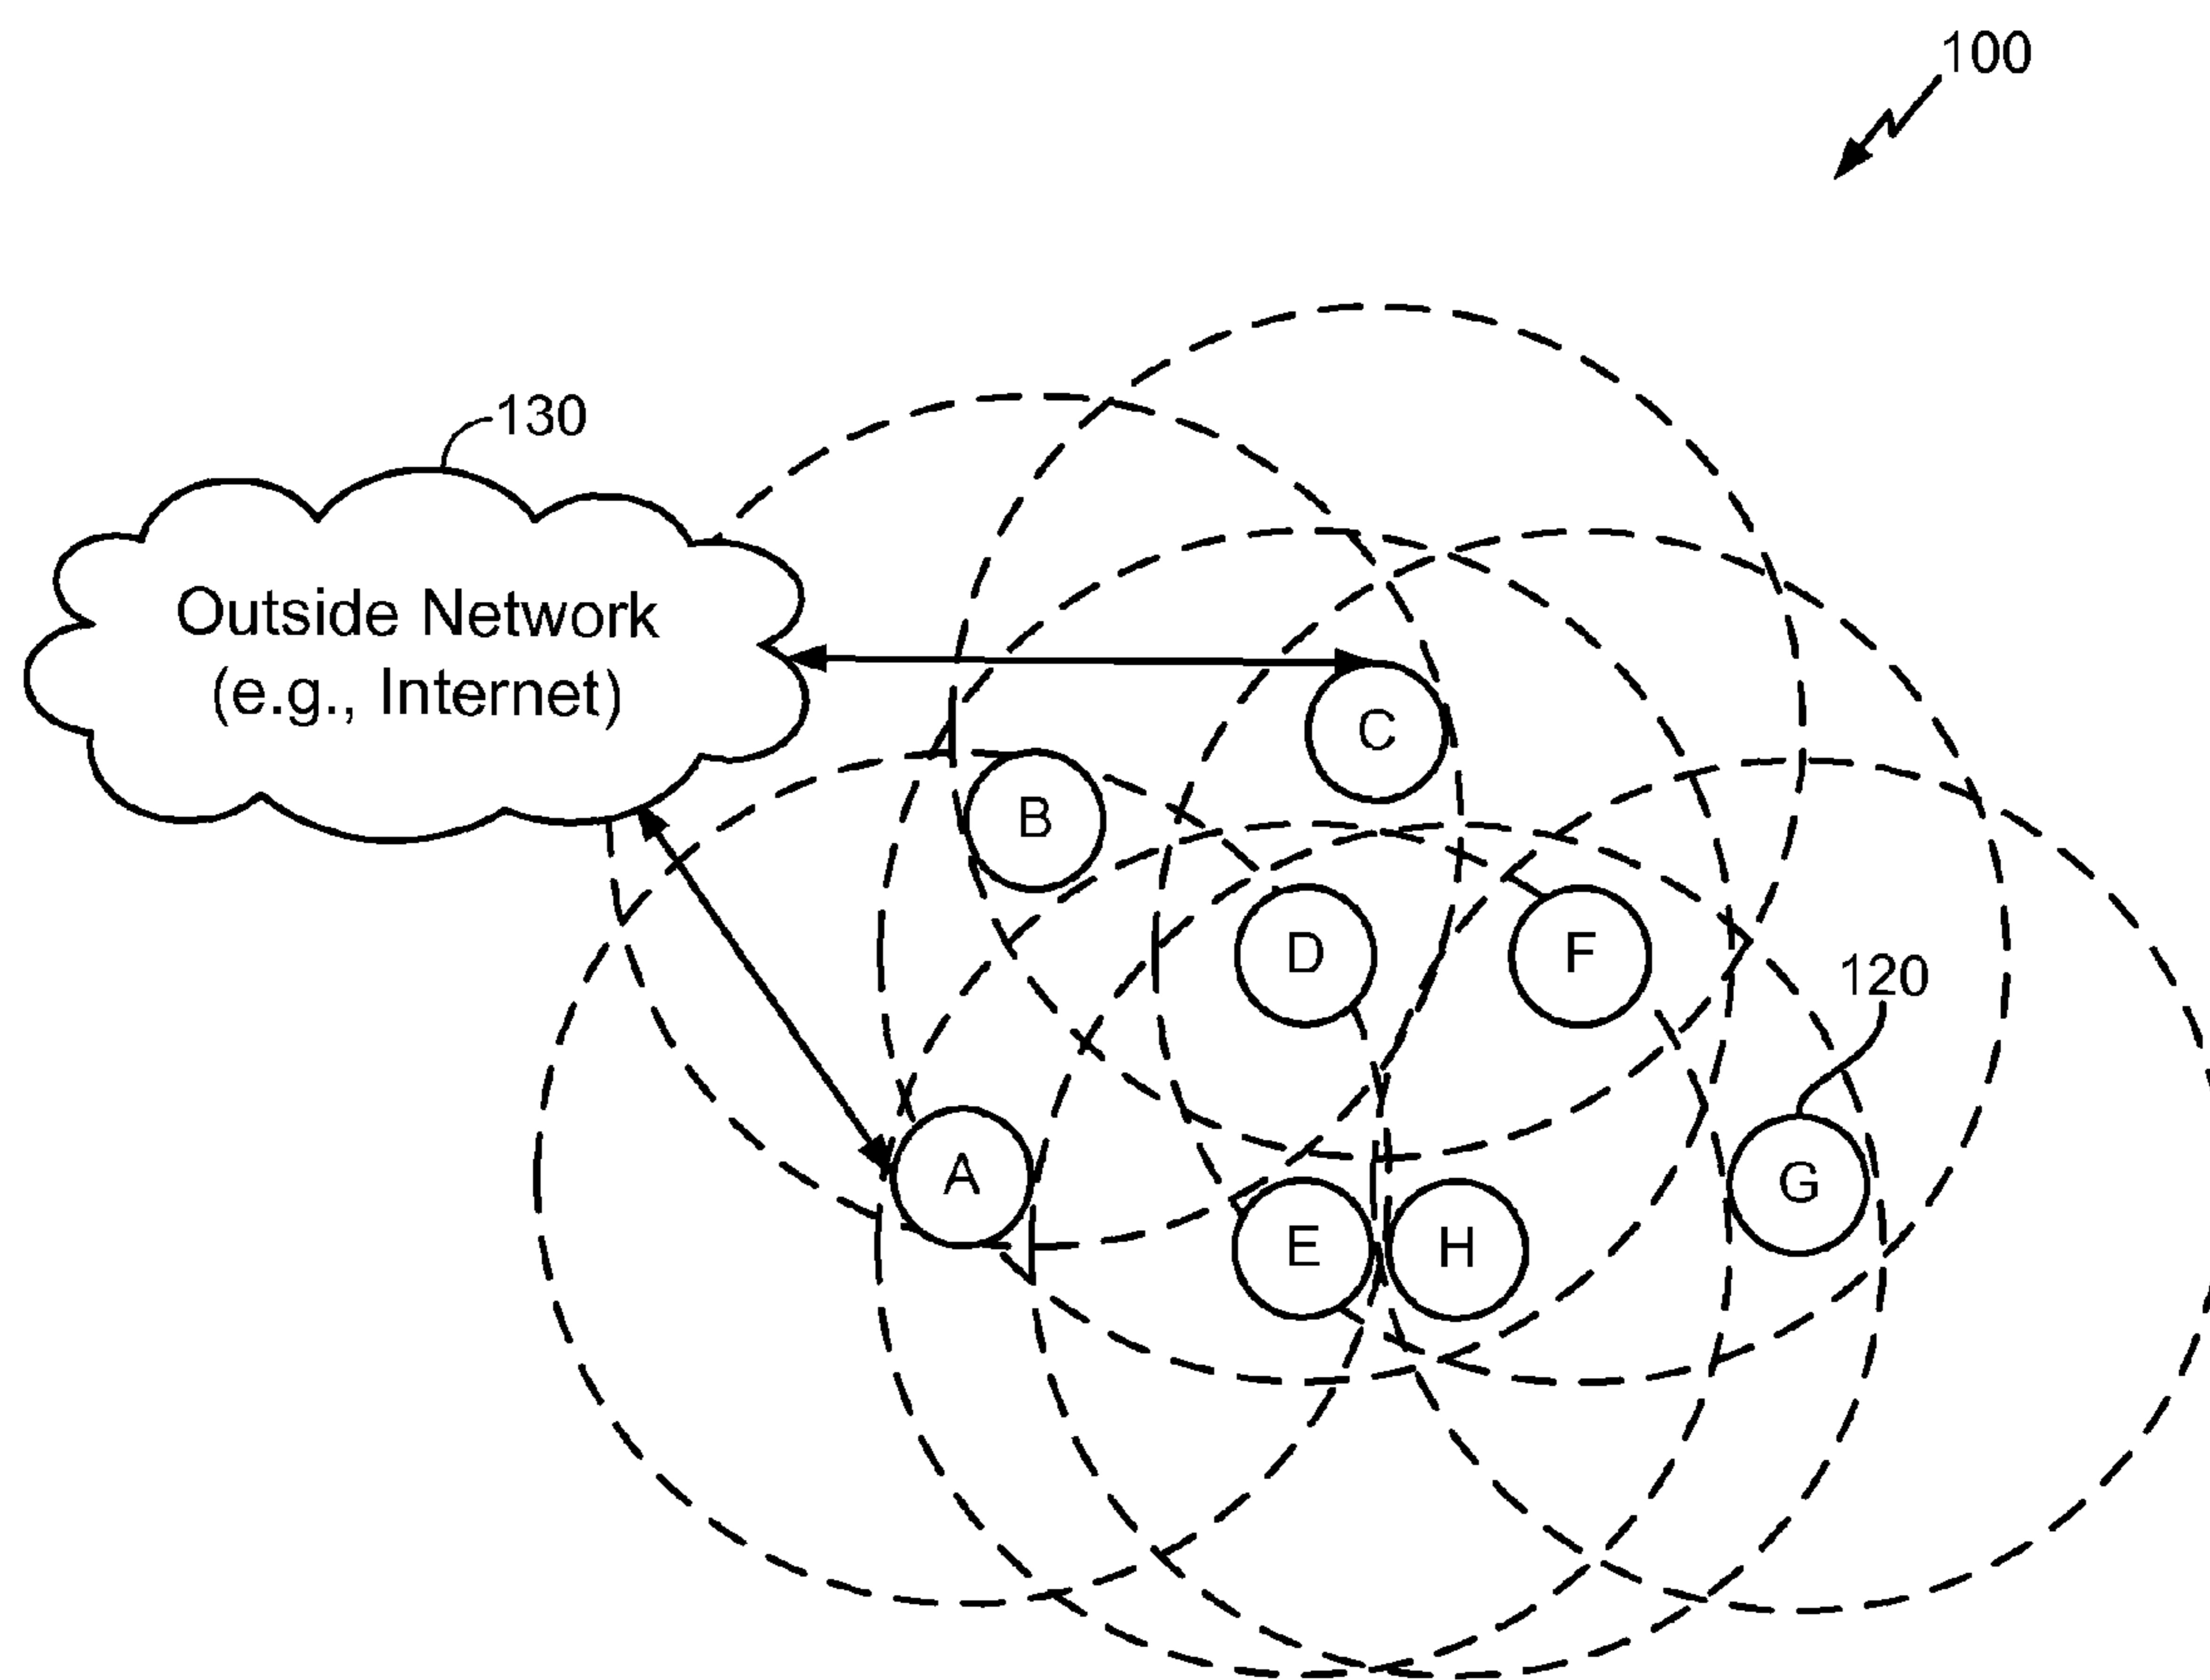 100
130
Outside Network
(e.g., Internet)
C
B
D
F
120
A
E
H
G